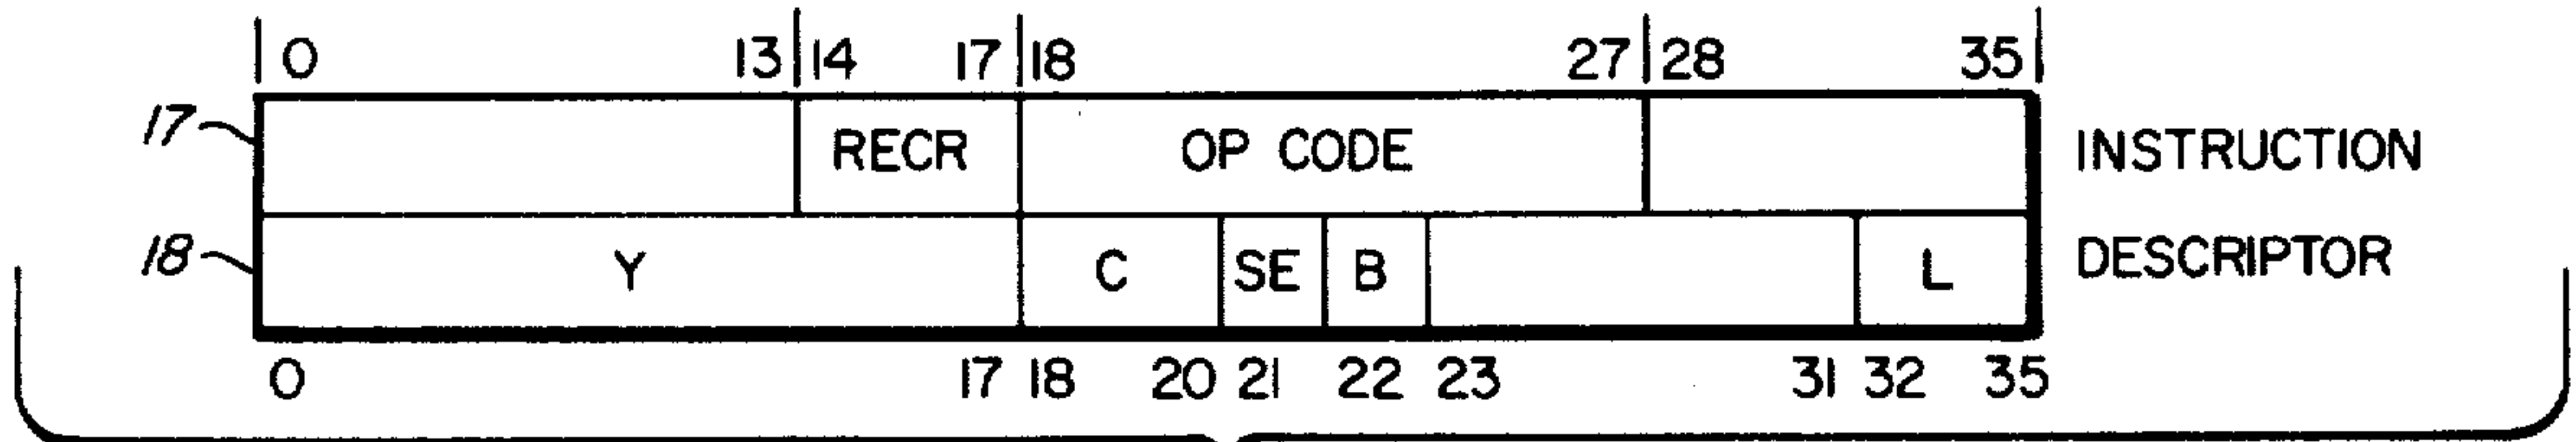 0 13 14 17 18 27 28 35
17 RECR OP CODE INSTRUCTION
18 Y C SE B L DESCRIPTOR
0 17 18 20 21 22 23 31 32 35